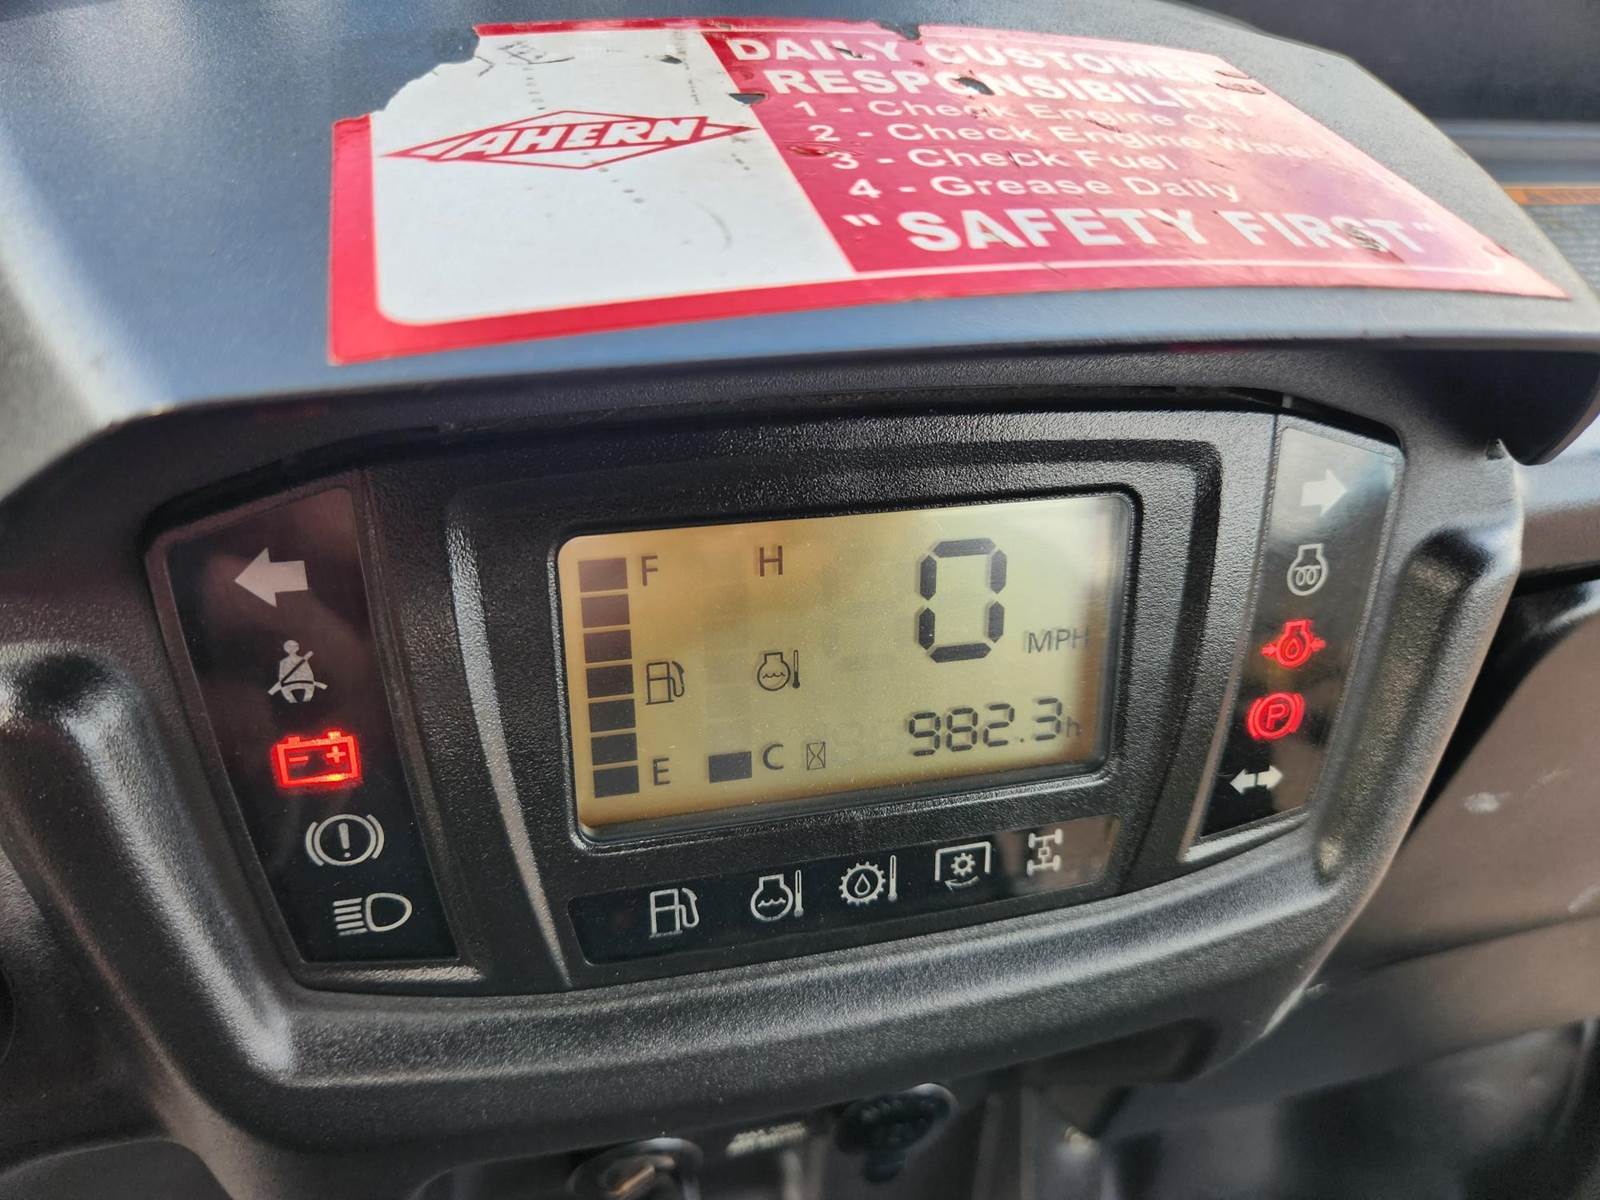 AHERN
DAILY CUSTOMER
RESPONSIBILITY
1 - Check Engine Oil
2 - Check Emgine Water
3 - Check Fuel
4 - Grease Daily
" SAFETY FIRST"
F
H
0
MPH
982.3h
E
C
P